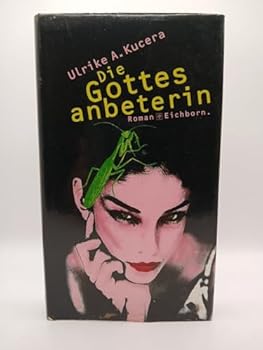 Ulrike A. Kucera
Die
Gottes
anbeterin
Roman Eichborn.